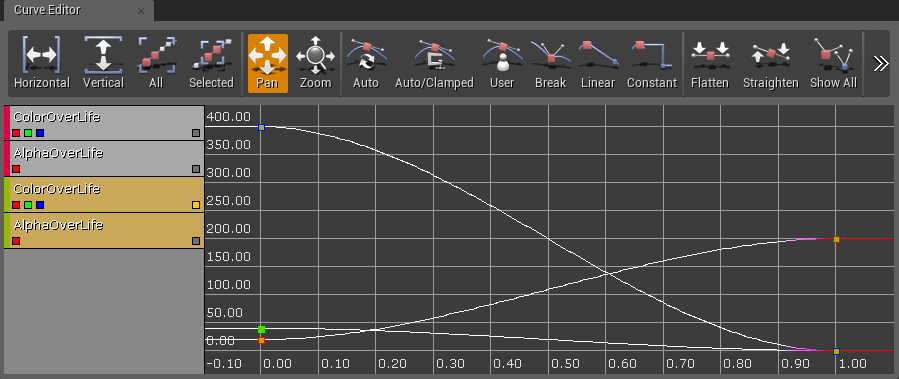 Curve Editor ×
Horizontal Vertical All Selected Pan Zoom Auto Auto/Clamped User Break Linear Constant Flatten Straighten Show All »
ColorOverLife
AlphaOverLife
ColorOverLife
AlphaOverLife
400.00
350.00
300.00
250.00
200.00
150.00
100.00
50.00
0.00
-0.10 0.00 0.10 0.20 0.30 0.40 0.50 0.60 0.70 0.80 0.90 1.00